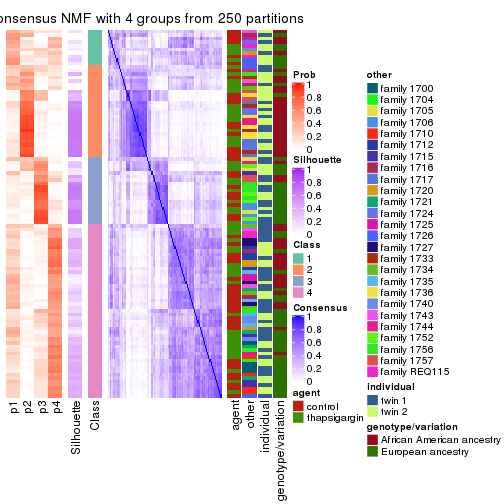 onsensus NMF with 4 groups from 250 partitions
p1
p2
p3
p4
Silhouette
Class
agent
other
individual
genotype/variation
Prob
1
0.8
0.6
0.4
0.2
0
Silhouette
1
0.8
0.6
0.4
0.2
0
Class
1
2
3
4
Consensus
1
0.8
0.6
0.4
0.2
0
agent
control
thapsigargin
other
family 1700
family 1704
family 1705
family 1706
family 1710
family 1712
family 1715
family 1716
family 1717
family 1720
family 1721
family 1724
family 1725
family 1726
family 1727
family 1733
family 1734
family 1735
family 1736
family 1740
family 1743
family 1744
family 1752
family 1756
family 1757
family REQ115
individual
twin 1
twin 2
genotype/variation
African American ancestry
European ancestry